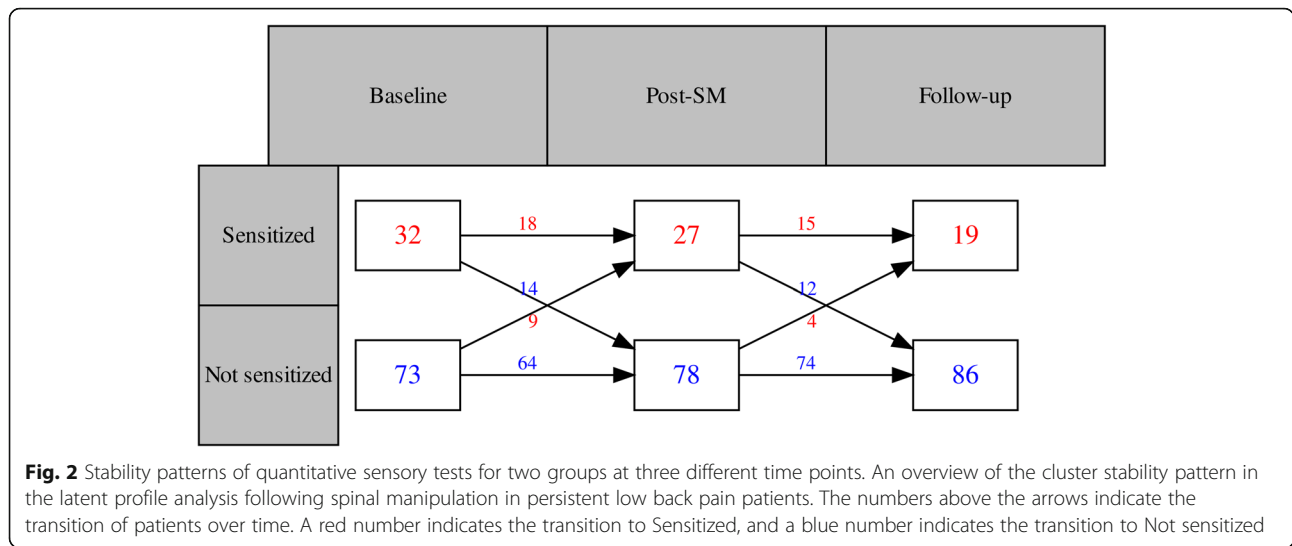 Baseline Post-SM Follow-up
Sensitized 32 18 27 15 19
14 12
9 4
Not sensitized 73 64 78 74 86
Fig. 2 Stability patterns of quantitative sensory tests for two groups at three different time points. An overview of the cluster stability pattern in
the latent profile analysis following spinal manipulation in persistent low back pain patients. The numbers above the arrows indicate the
transition of patients over time. A red number indicates the transition to Sensitized, and a blue number indicates the transition to Not sensitized